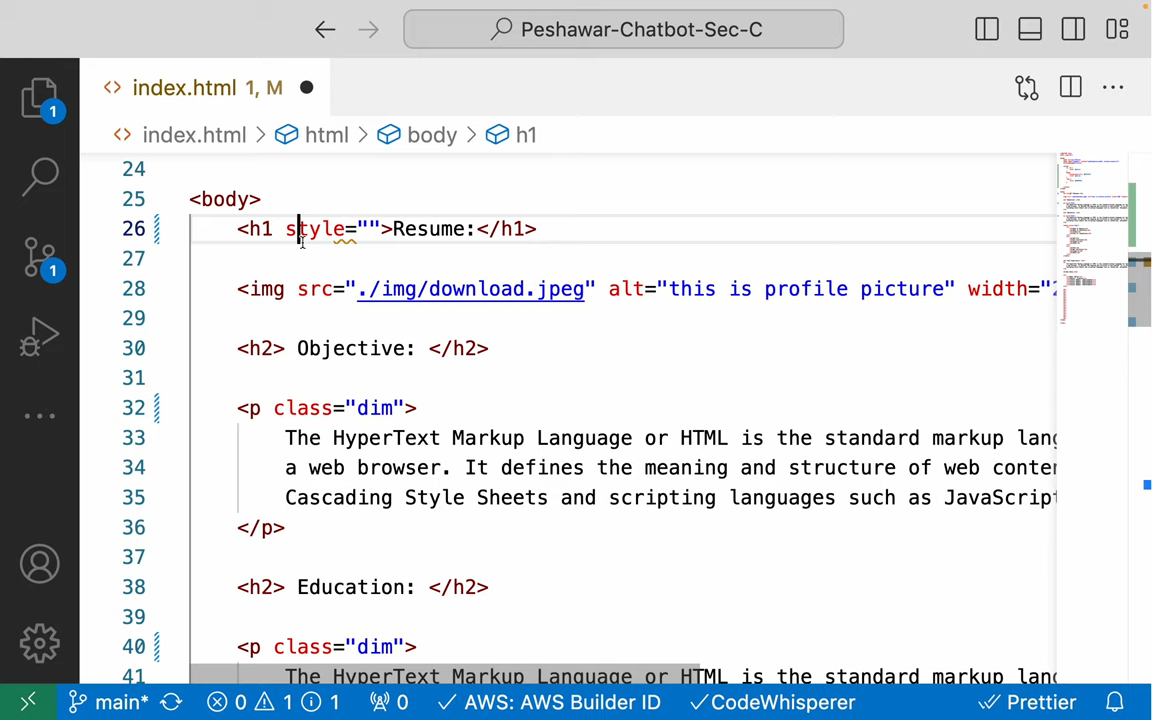 Peshawar-Chatbot-Sec-C
index.html 1, M
index.html > html > body > h1
24
25 <body>
26 <h1 style="">Resume:</h1>
27
28 <img src="./img/download.jpeg" alt="this is profile picture" width="2
29
30 <h2> Objective: </h2>
31
32 <p class="dim">
33 The HyperText Markup Language or HTML is the standard markup lang
34 a web browser. It defines the meaning and structure of web conten
35 Cascading Style Sheets and scripting languages such as JavaScript
36 </p>
37
38 <h2> Education: </h2>
39
40 <p class="dim">
41 The HyperText Markup Language or HTML is the standard markup lang
1
1
main* 0 1 1 0 AWS: AWS Builder ID CodeWhisperer Prettier